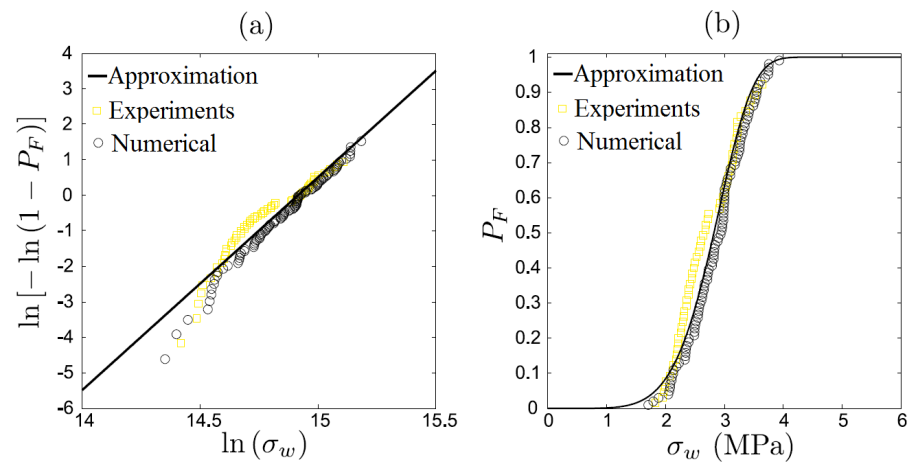 (a)
4
3
2
1
0
-1
-2
-3
-4
-5
-6
14
14.5
15
15.5
Approximation
Experiments
Numerical
ln [− ln (1 − P_F)]
ln (σ_w)
(b)
1
0.9
0.8
0.7
0.6
0.5
0.4
0.3
0.2
0.1
0
0
1
2
3
4
5
6
Approximation
Experiments
Numerical
P_F
σ_w (MPa)